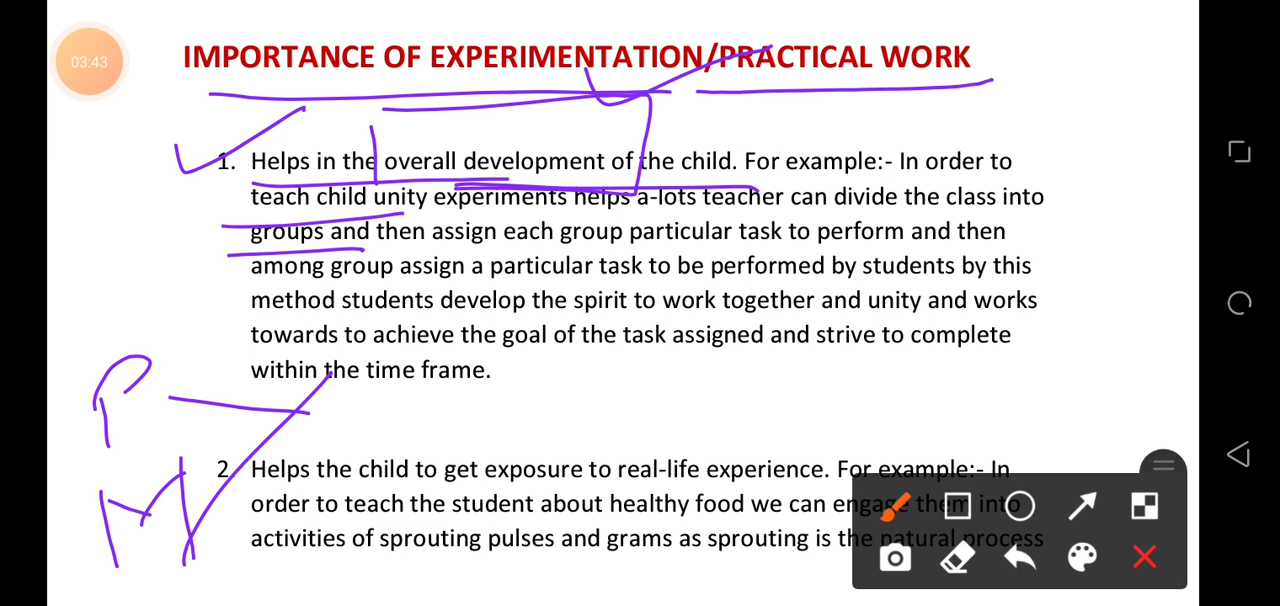 03:43
IMPORTANCE OF EXPERIMENTATION/PRACTICAL WORK
1. Helps in the overall development of the child. For example:- In order to
teach child unity experiments helps a-lots teacher can divide the class into
groups and then assign each group particular task to perform and then
among group assign a particular task to be performed by students by this
method students develop the spirit to work together and unity and works
towards to achieve the goal of the task assigned and strive to complete
within the time frame.
P
M
2. Helps the child to get exposure to real-life experience. For example:- In
order to teach the student about healthy food we can engage them into
activities of sprouting pulses and grams as sprouting is the natural process